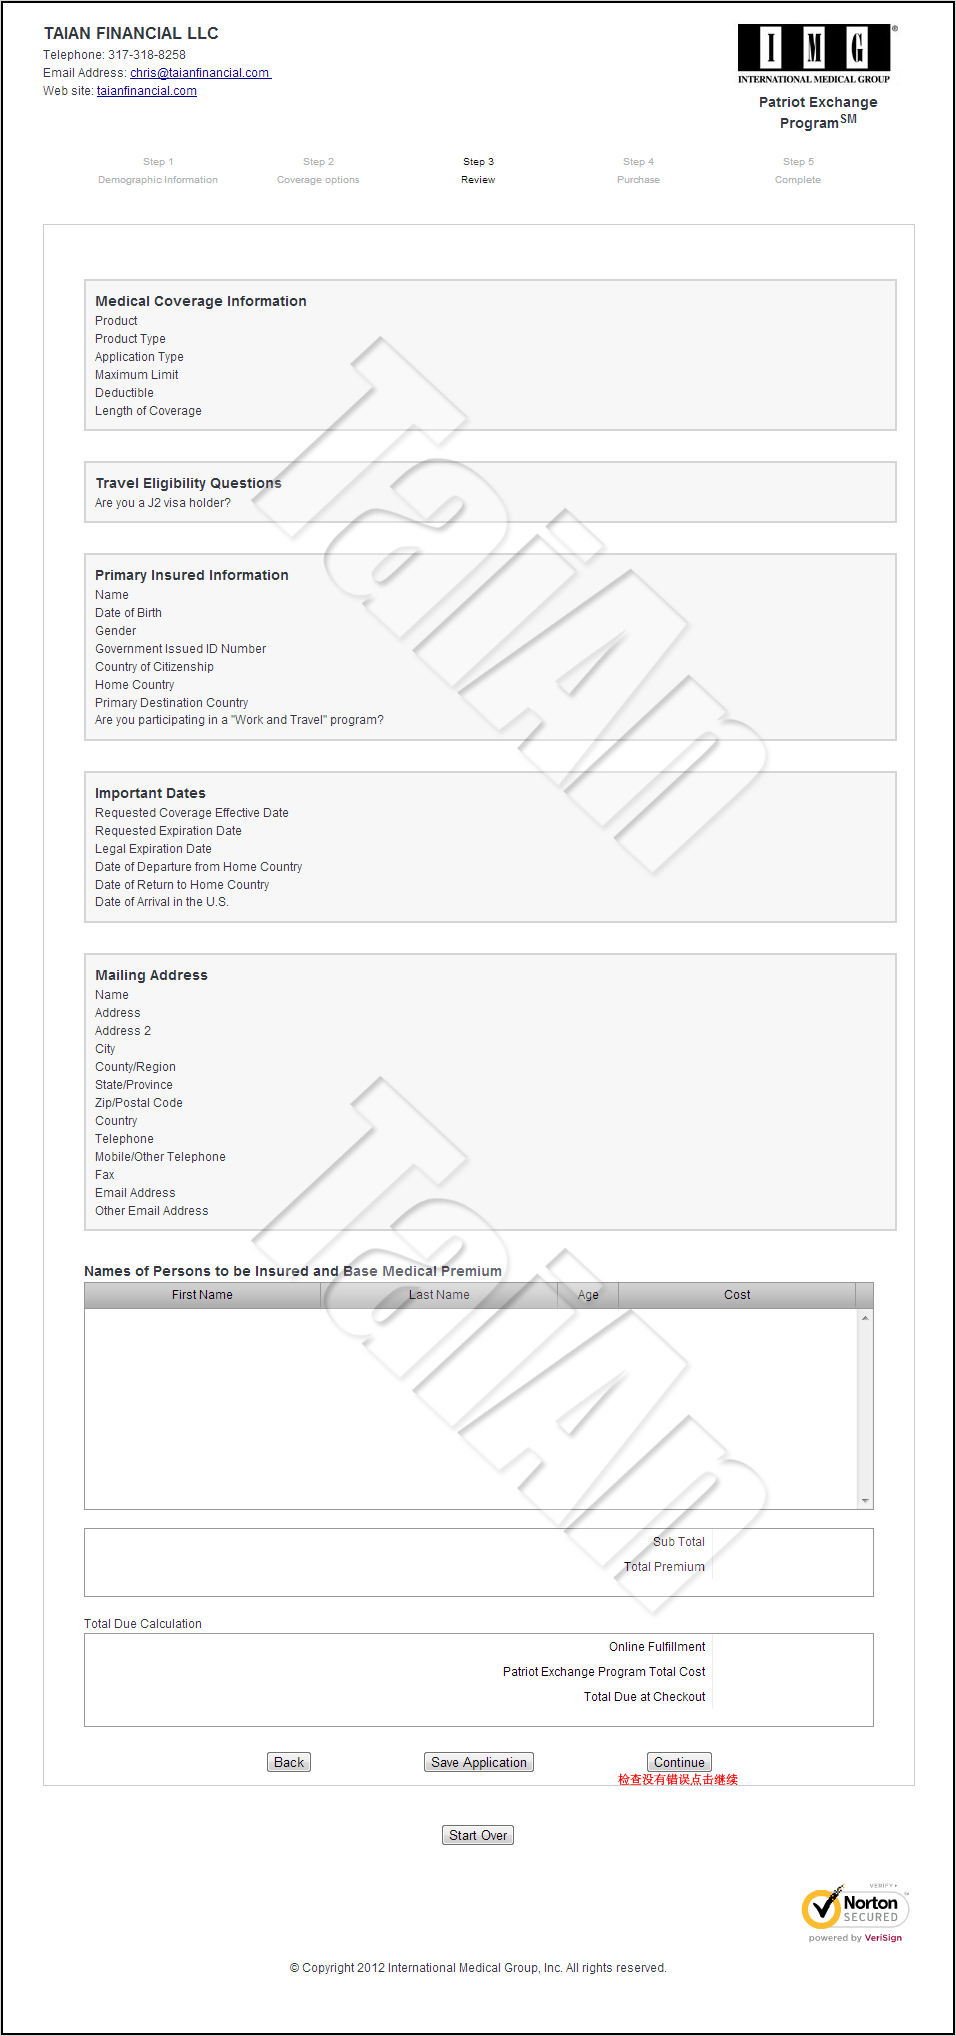 TAIAN FINANCIAL LLC
Telephone: 317-318-8258
Email Address: chris@taianfinancial.com
Web site: taianfinancial.com
IMG®
INTERNATIONAL MEDICAL GROUP
Patriot Exchange
Program SM
Step 1 Step 2 Step 3 Step 4 Step 5
Demographic Information Coverage options Review Purchase Complete
Medical Coverage Information
Product
Product Type
Application Type
Maximum Limit
Deductible
Length of Coverage
Travel Eligibility Questions
Are you a J2 visa holder?
Primary Insured Information
Name
Date of Birth
Gender
Government Issued ID Number
Country of Citizenship
Home Country
Primary Destination Country
Are you participating in a "Work and Travel" program?
TaiAn
Important Dates
Requested Coverage Effective Date
Requested Expiration Date
Legal Expiration Date
Date of Departure from Home Country
Date of Return to Home Country
Date of Arrival in the U.S.
Mailing Address
Name
Address
Address 2
City
County/Region
State/Province
Zip/Postal Code
Country
Telephone
Mobile/Other Telephone
Fax
Email Address
Other Email Address
Names of Persons to be Insured and Base Medical Premium
First Name Last Name Age Cost
TaiAn
Sub Total
Total Premium
Total Due Calculation
Online Fulfillment
Patriot Exchange Program Total Cost
Total Due at Checkout
Back Save Application Continue
检查没有错误点击继续
Start Over
VERIFY
Norton
SECURED
powered by VeriSign
© Copyright 2012 International Medical Group, Inc. All rights reserved.